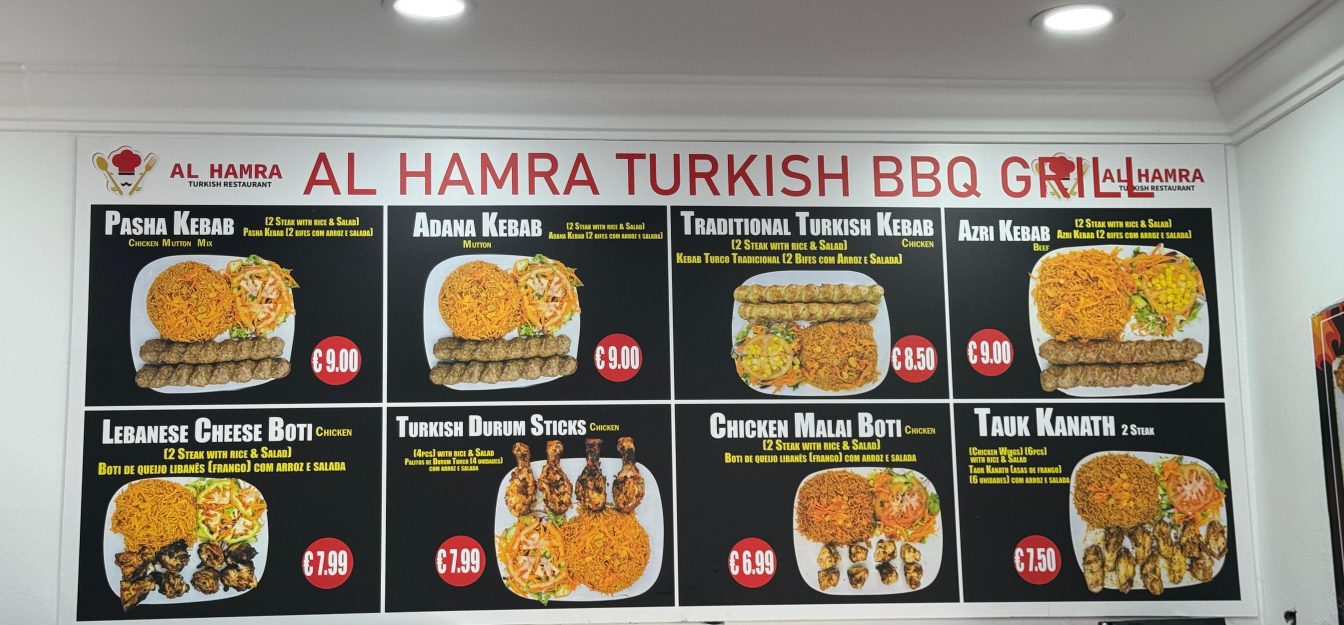 AL HAMRA
TURKISH RESTAURANT
AL HAMRA TURKISH BBQ GRILL
AL HAMRA
TURKISH RESTAURANT
PASHA KEBAB
CHICKEN MUTTON MIX
(2 STEAK WITH RICE & SALAD)
PASHA KEBAB (2 BIFES COM ARROZ E SALADA)
€ 9.00
ADANA KEBAB
MUTTON
(2 STEAK WITH RICE & SALAD)
ADANA KEBAB (2 BIFES COM ARROZ E SALADA)
€ 9.00
TRADITIONAL TURKISH KEBAB
CHICKEN
(2 STEAK WITH RICE & SALAD)
KEBAB TURCO TRADICIONAL (2 BIFES COM ARROZ E SALADA)
€ 8.50
AZRI KEBAB
BEEF
(2 STEAK WITH RICE & SALAD)
AZRI KEBAB (2 BIFES COM ARROZ E SALADA)
€ 9.00
LEBANESE CHEESE BOTI CHICKEN
(2 STEAK WITH RICE & SALAD)
BOTI DE QUEIJO LIBANÊS (FRANGO) COM ARROZ E SALADA
€ 7.99
TURKISH DURUM STICKS CHICKEN
(4PCS) WITH RICE & SALAD
PALITOS DE DURUM TURCO (4 UNIDADES)
COM ARROZ E SALADA
€ 7.99
CHICKEN MALAI BOTI CHICKEN
(2 STEAK WITH RICE & SALAD)
BOTI DE QUEIJO LIBANÊS (FRANGO) COM ARROZ E SALADA
€ 6.99
TAUK KANATH 2 STEAK
(CHICKEN WINGS) (6PCS)
WITH RICE & SALAD
TAUK KANATH (ASAS DE FRANGO)
(6 UNIDADES) COM ARROZ E SALADA
€ 7.50